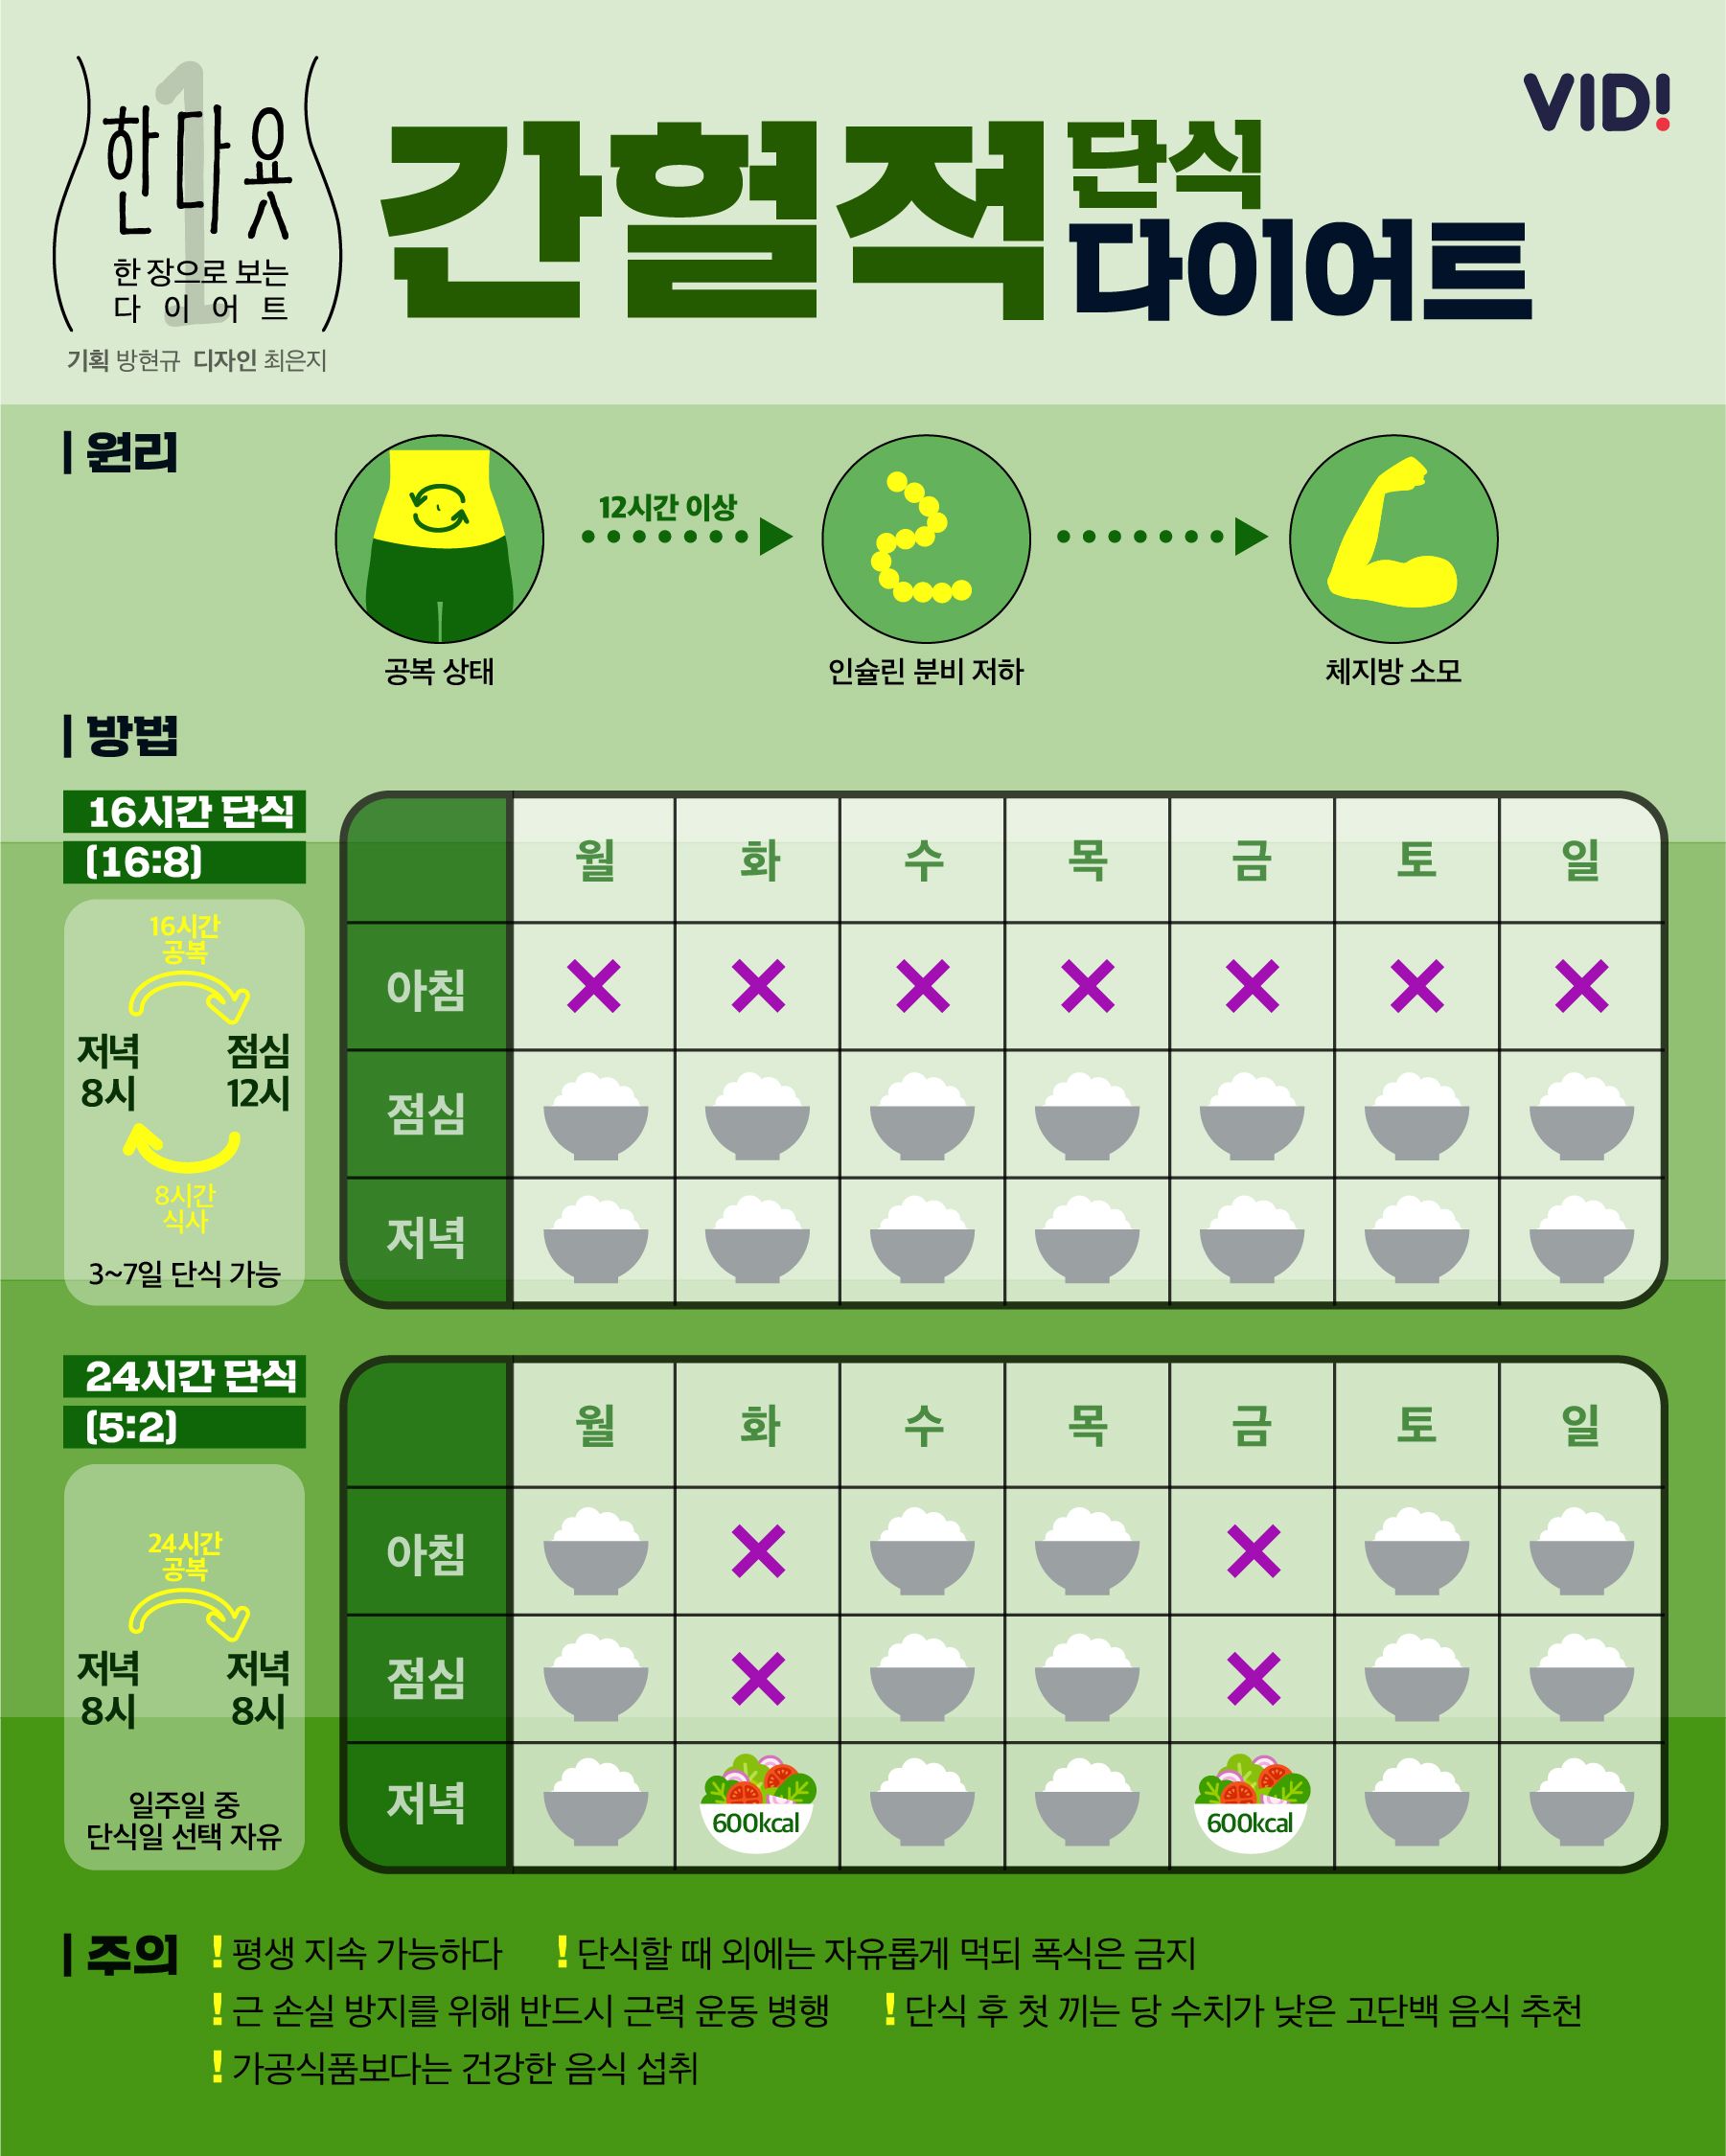 1
한다욧
한 장으로 보는
다 이 어 트
기획 방현규 디자인 최은지
간헐적 단식
다이어트
VID!
원리
12시간 이상
공복 상태
인슐린 분비 저하
체지방 소모
방법
16시간 단식
(16:8)
16시간
공복
저녁 점심
8시 12시
8시간
식사
3~7일 단식 가능
월 화 수 목 금 토 일
아침
점심
저녁
24시간 단식
(5:2)
24시간
공복
저녁 저녁
8시 8시
일주일 중
단식일 선택 자유
월 화 수 목 금 토 일
아침
점심
저녁 600kcal 600kcal
주의
! 평생 지속 가능하다 ! 단식할 때 외에는 자유롭게 먹되 폭식은 금지
! 근 손실 방지를 위해 반드시 근력 운동 병행 ! 단식 후 첫 끼는 당 수치가 낮은 고단백 음식 추천
! 가공식품보다는 건강한 음식 섭취